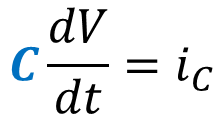 C dV/dt = i_C